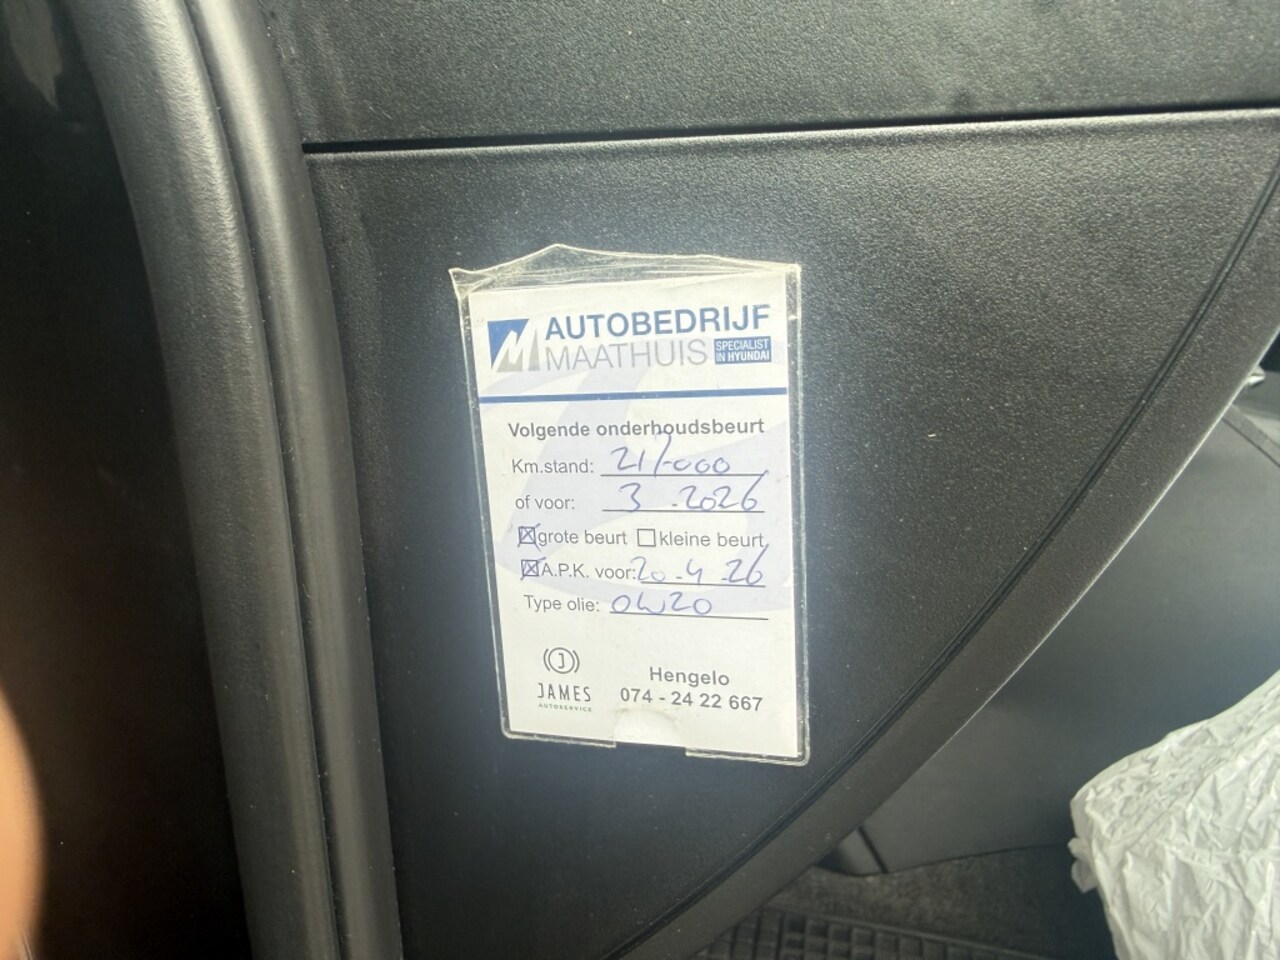 AUTOBEDRIJF
MAATHUIS SPECIALIST IN HYUNDAI
Volgende onderhoudsbeurt
Km.stand: 217-000
of voor: 3-2026
grote beurt kleine beurt
A.P.K. voor: 20-4-26
Type olie: 0W20
JAMES
AUTOSERVICE
Hengelo
074 - 24 22 667